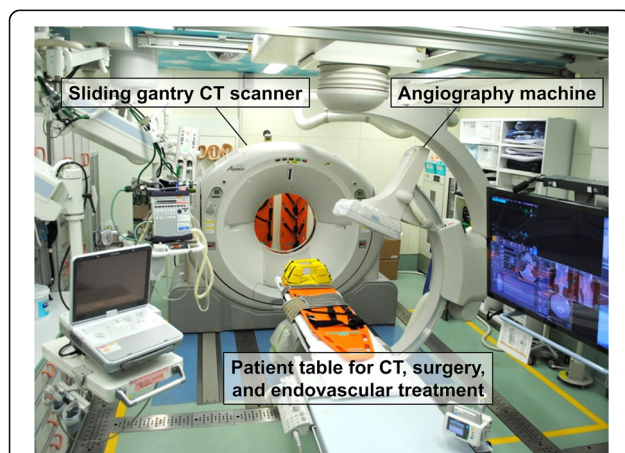 Sliding gantry CT scanner
Angiography machine
Patient table for CT, surgery,
and endovascular treatment